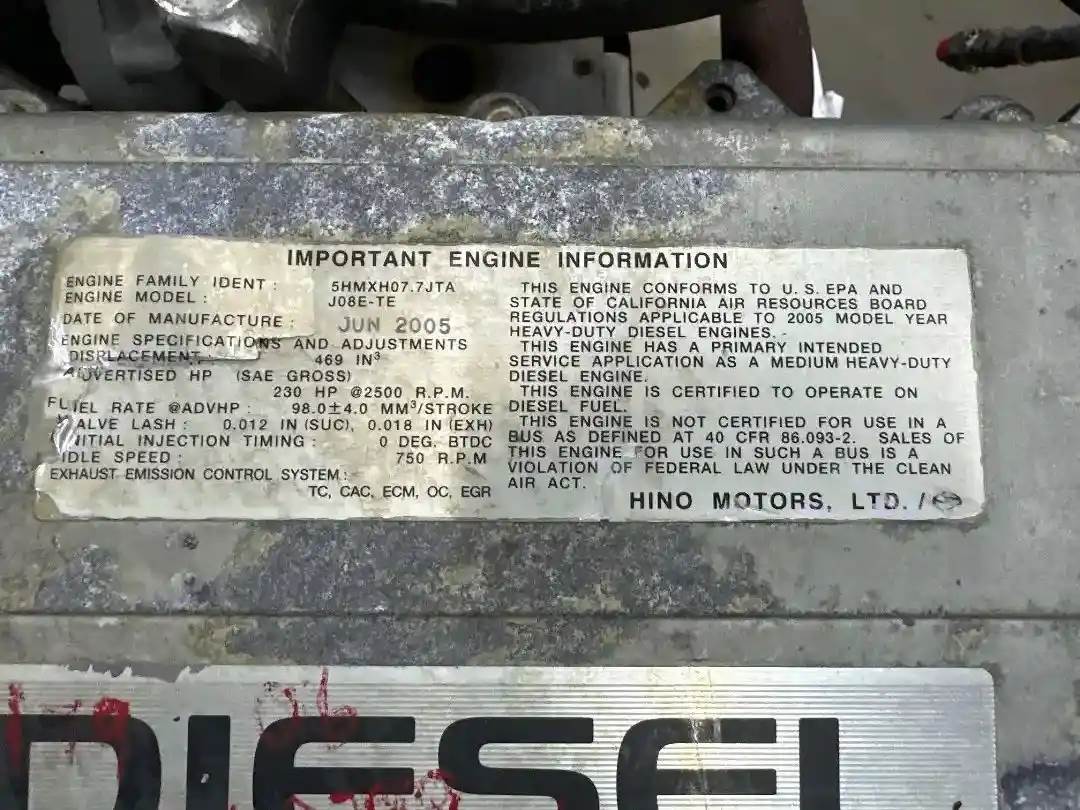 IMPORTANT ENGINE INFORMATION
ENGINE FAMILY IDENT : 5HMXH07.7JTA
ENGINE MODEL : J08E-TE
DATE OF MANUFACTURE : JUN 2005
ENGINE SPECIFICATIONS AND ADJUSTMENTS
DISPLACEMENT 469 IN³
ADVERTISED HP (SAE GROSS)
230 HP @2500 R.P.M.
FUEL RATE @ADVHP : 98.0±4.0 MM³/STROKE
VALVE LASH : 0.012 IN (SUC), 0.018 IN (EXH)
INITIAL INJECTION TIMING : 0 DEG. BTDC
IDLE SPEED : 750 R.P.M
EXHAUST EMISSION CONTROL SYSTEM :
TC, CAC, ECM, OC, EGR
THIS ENGINE CONFORMS TO U.S. EPA AND
STATE OF CALIFORNIA AIR RESOURCES BOARD
REGULATIONS APPLICABLE TO 2005 MODEL YEAR
HEAVY-DUTY DIESEL ENGINES.
THIS ENGINE HAS A PRIMARY INTENDED
SERVICE APPLICATION AS A MEDIUM HEAVY-DUTY
DIESEL ENGINE.
THIS ENGINE IS CERTIFIED TO OPERATE ON
DIESEL FUEL.
THIS ENGINE IS NOT CERTIFIED FOR USE IN A
BUS AS DEFINED AT 40 CFR 86.093-2. SALES OF
THIS ENGINE FOR USE IN SUCH A BUS IS A
VIOLATION OF FEDERAL LAW UNDER THE CLEAN
AIR ACT.
HINO MOTORS, LTD. /
DIESEL